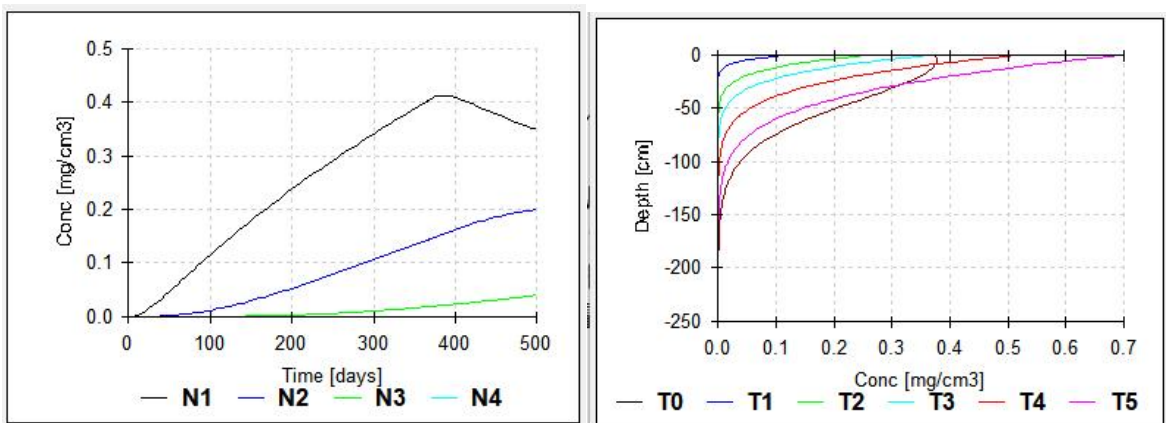 0.5
0.4
0.3
0.2
0.1
0.0
Conc [mg/cm3]
0 100 200 300 400 500
Time [days]
N1 N2 N3 N4
0
-50
-100
-150
-200
-250
Depth [cm]
0.0 0.1 0.2 0.3 0.4 0.5 0.6 0.7
Conc [mg/cm3]
T0 T1 T2 T3 T4 T5